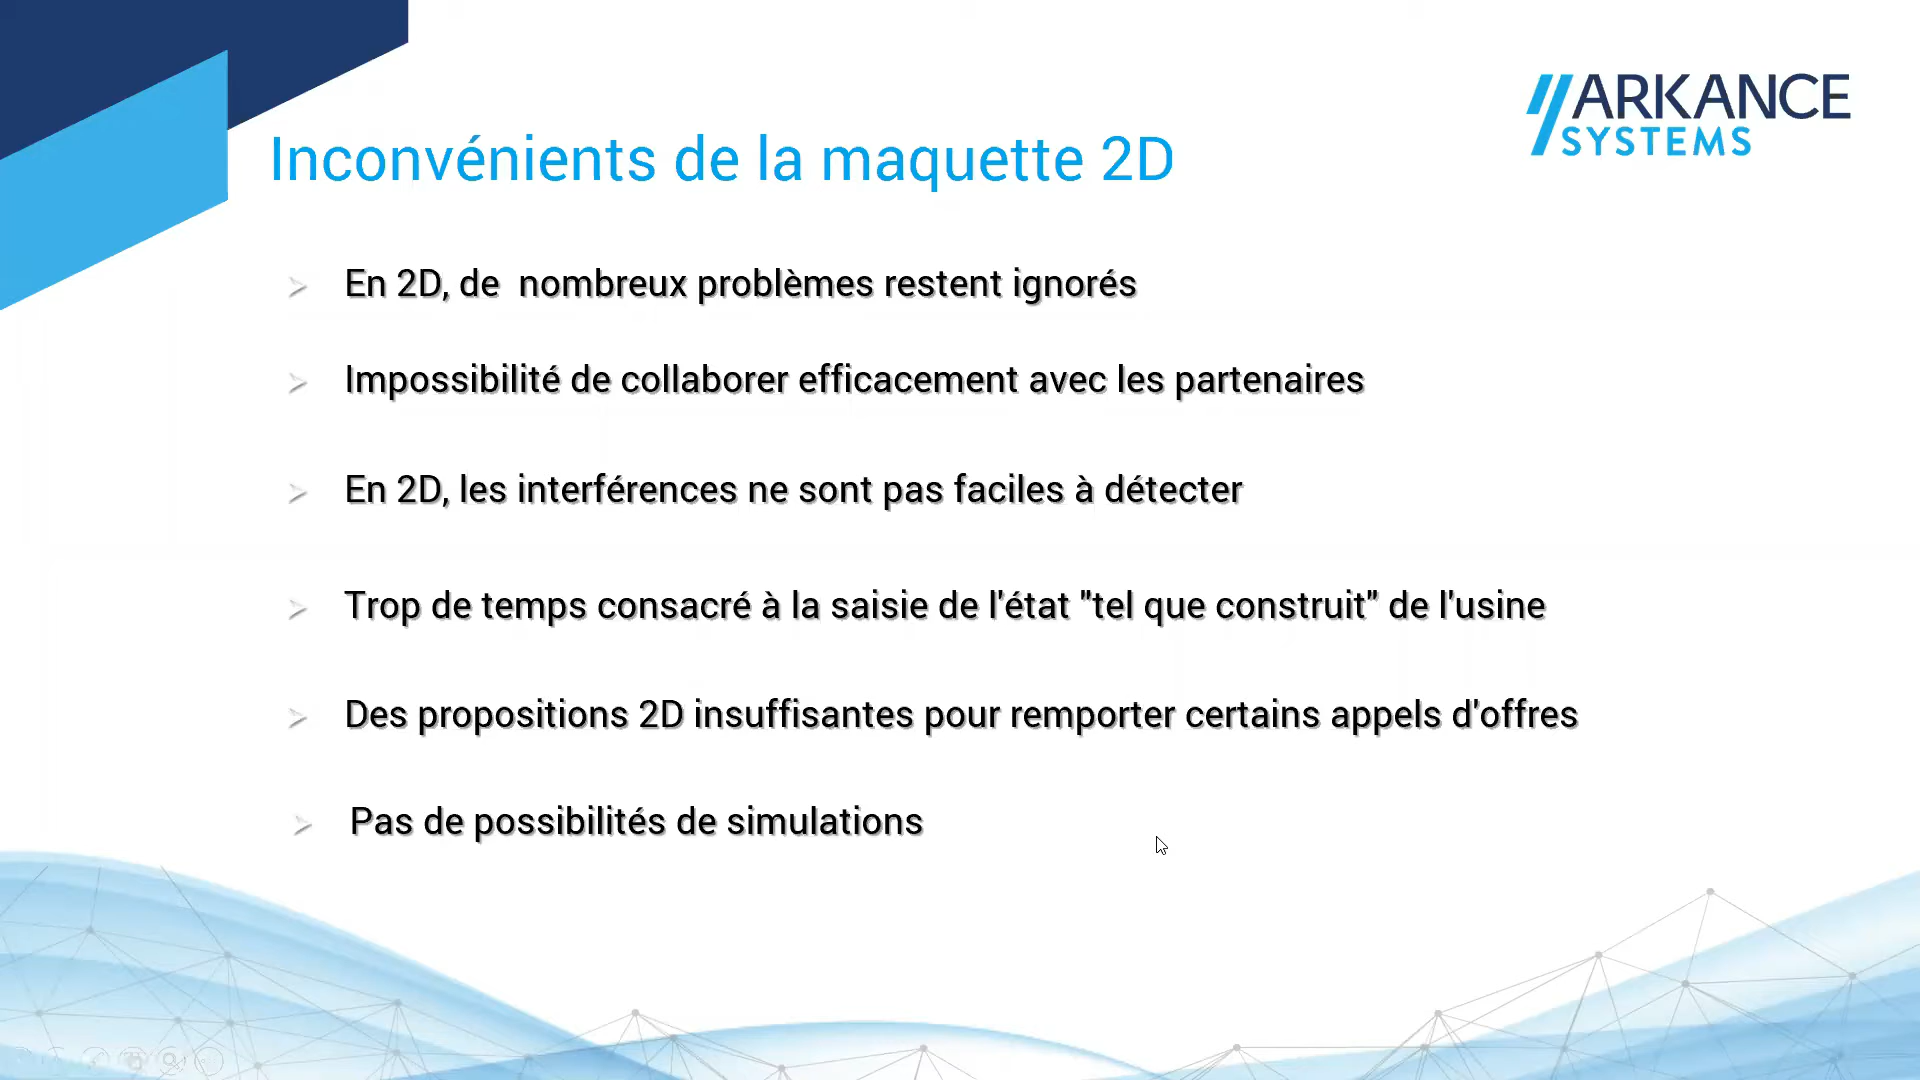 ARKANCE
SYSTEMS
Inconvénients de la maquette 2D
En 2D, de nombreux problèmes restent ignorés
Impossibilité de collaborer efficacement avec les partenaires
En 2D, les interférences ne sont pas faciles à détecter
Trop de temps consacré à la saisie de l'état "tel que construit" de l'usine
Des propositions 2D insuffisantes pour remporter certains appels d'offres
Pas de possibilités de simulations